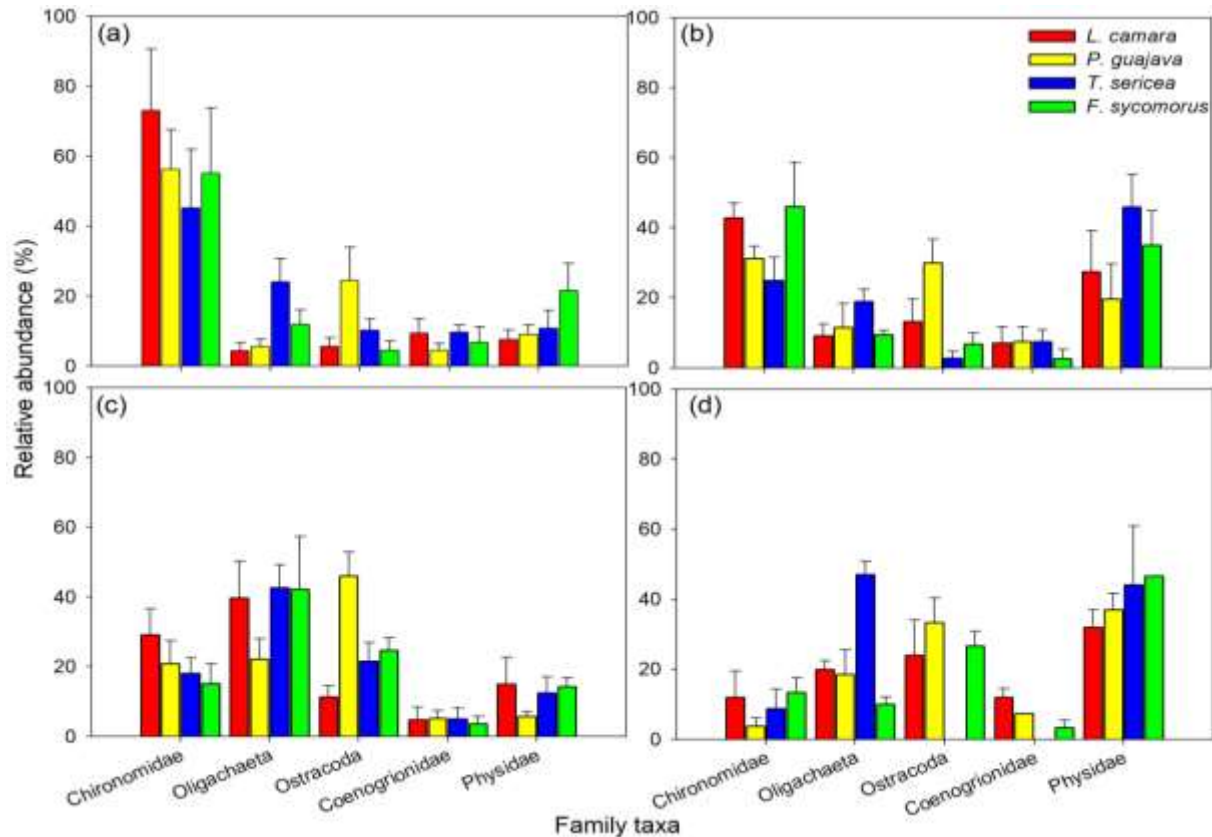 100
80
60
40
20
0
(a)
100
80
60
40
20
0
(b)
L. camara
P. guajava
T. sericea
F. sycomorus
Relative abundance (%)
100
80
60
40
20
0
(c)
100
80
60
40
20
0
(d)
Chironomidae
Oligachaeta
Ostracoda
Coenogrionidae
Physidae
Chironomidae
Oligachaeta
Ostracoda
Coenogrionidae
Physidae
Family taxa